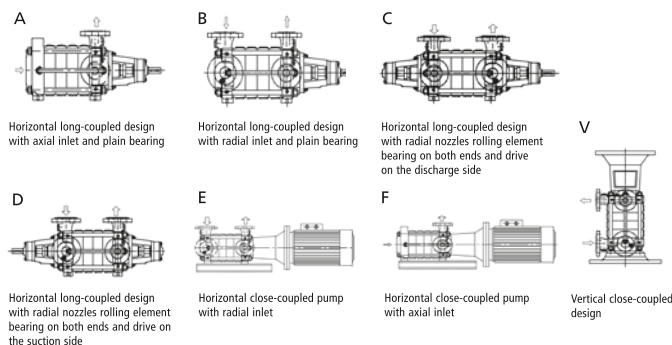 A
B
C
Horizontal long-coupled design
with axial inlet and plain bearing
Horizontal long-coupled design
with radial inlet and plain bearing
Horizontal long-coupled design
with radial nozzles rolling element
bearing on both ends and drive
on the discharge side
V
D
E
F
Horizontal long-coupled design
with radial nozzles rolling element
bearing on both ends and drive on
the suction side
Horizontal close-coupled pump
with radial inlet
Horizontal close-coupled pump
with axial inlet
Vertical close-coupled
design